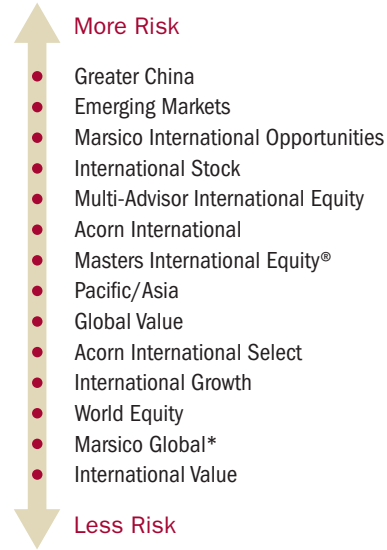 More Risk
Greater China
Emerging Markets
Marsico International Opportunities
International Stock
Multi-Advisor International Equity
Acorn International
Masters International Equity®
Pacific/Asia
Global Value
Acorn International Select
International Growth
World Equity
Marsico Global*
International Value
Less Risk